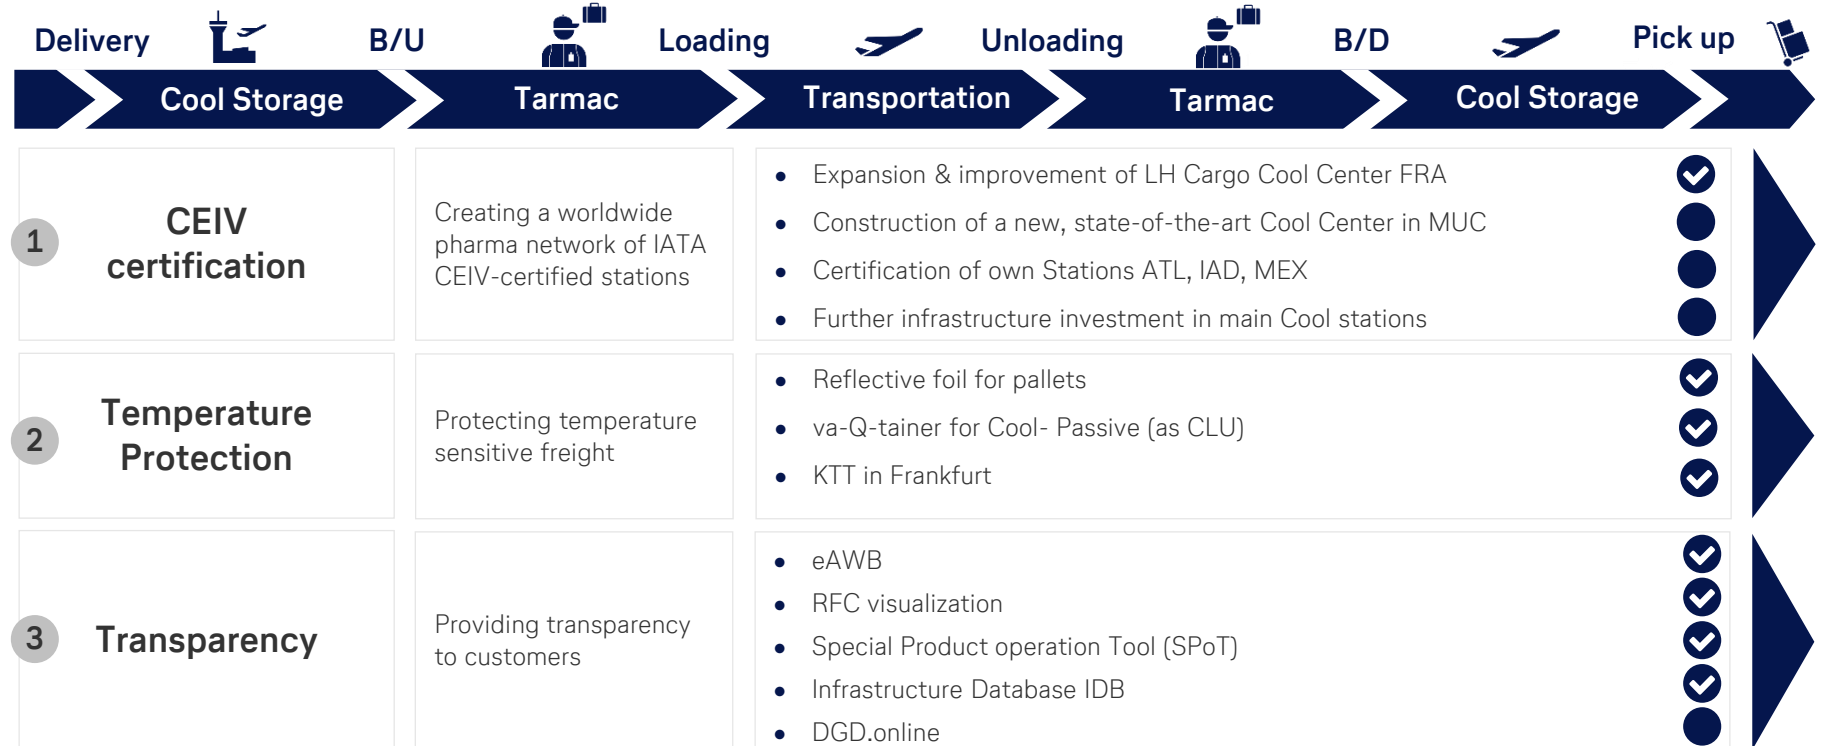 Delivery B/U Loading Unloading B/D Pick up
Cool Storage Tarmac Transportation Tarmac Cool Storage
1
CEIV
certification
Creating a worldwide
pharma network of IATA
CEIV-certified stations
• Expansion & improvement of LH Cargo Cool Center FRA
• Construction of a new, state-of-the-art Cool Center in MUC
• Certification of own Stations ATL, IAD, MEX
• Further infrastructure investment in main Cool stations
2
Temperature
Protection
Protecting temperature
sensitive freight
• Reflective foil for pallets
• va-Q-tainer for Cool- Passive (as CLU)
• KTT in Frankfurt
3
Transparency
Providing transparency
to customers
• eAWB
• RFC visualization
• Special Product operation Tool (SPoT)
• Infrastructure Database IDB
• DGD.online